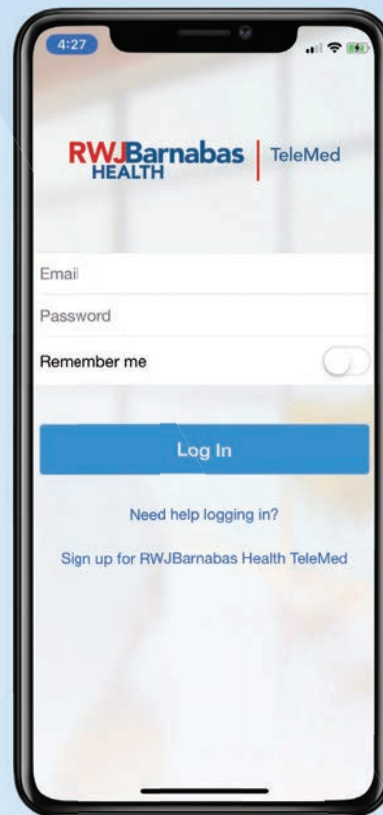 4:27
RWJBarnabas
HEALTH
TeleMed
Email
Password
Remember me
Log In
Need help logging in?
Sign up for RWJBarnabas Health TeleMed